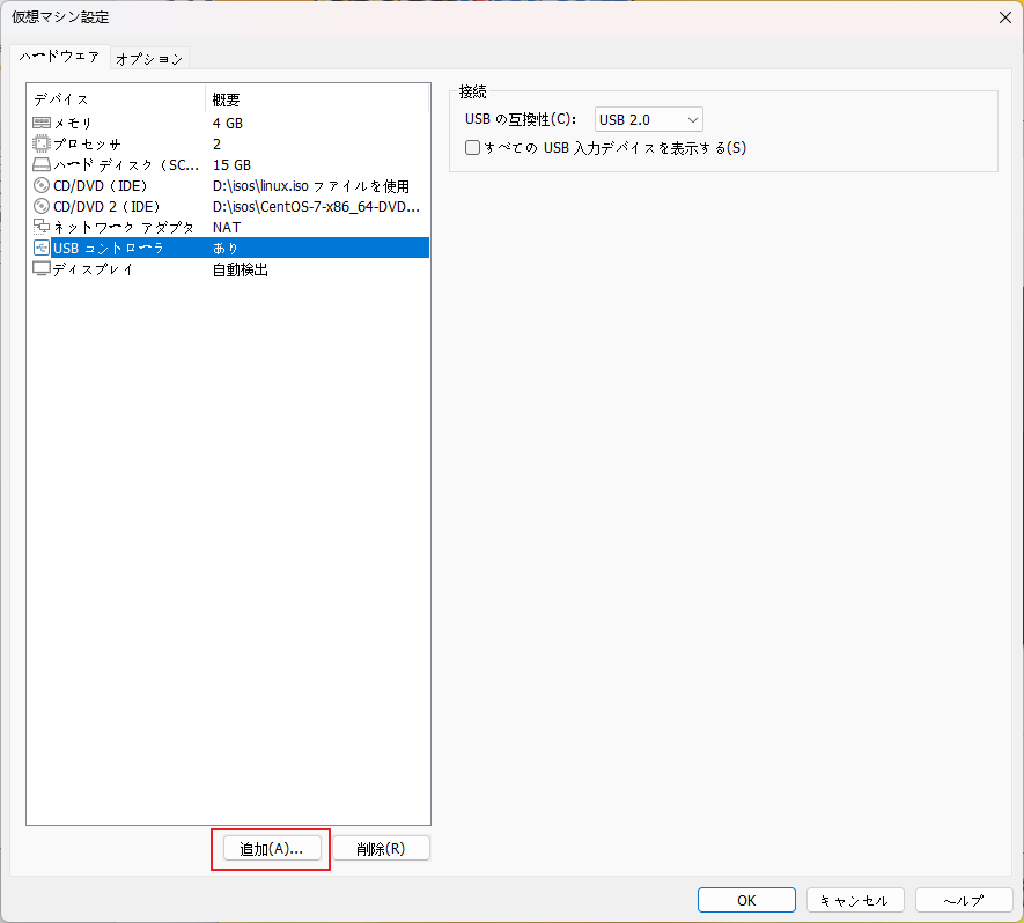 仮想マシン設定
ハードウェア オプション
デバイス 概要
メモリ 4 GB
プロセッサ 2
ハード ディスク (SC... 15 GB
CD/DVD (IDE) D:\isos\linux.iso ファイルを使用
CD/DVD 2 (IDE) D:\isos\CentOS-7-x86_64-DVD...
ネットワーク アダプタ NAT
USB コントローラ あり
ディスプレイ 自動検出
接続
USB の互換性(C): USB 2.0
すべての USB 入力デバイスを表示する(S)
追加(A)... 削除(R)
OK キャンセル ヘルプ